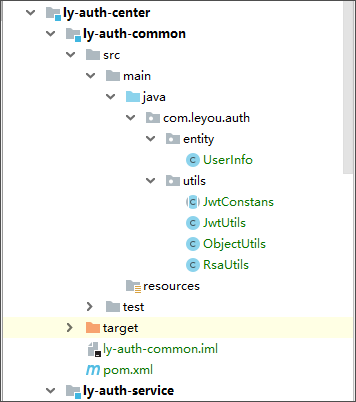 ly-auth-center
ly-auth-common
src
main
java
com.leyou.auth
entity
UserInfo
utils
JwtConstans
JwtUtils
ObjectUtils
RsaUtils
resources
test
target
ly-auth-common.iml
pom.xml
ly-auth-service